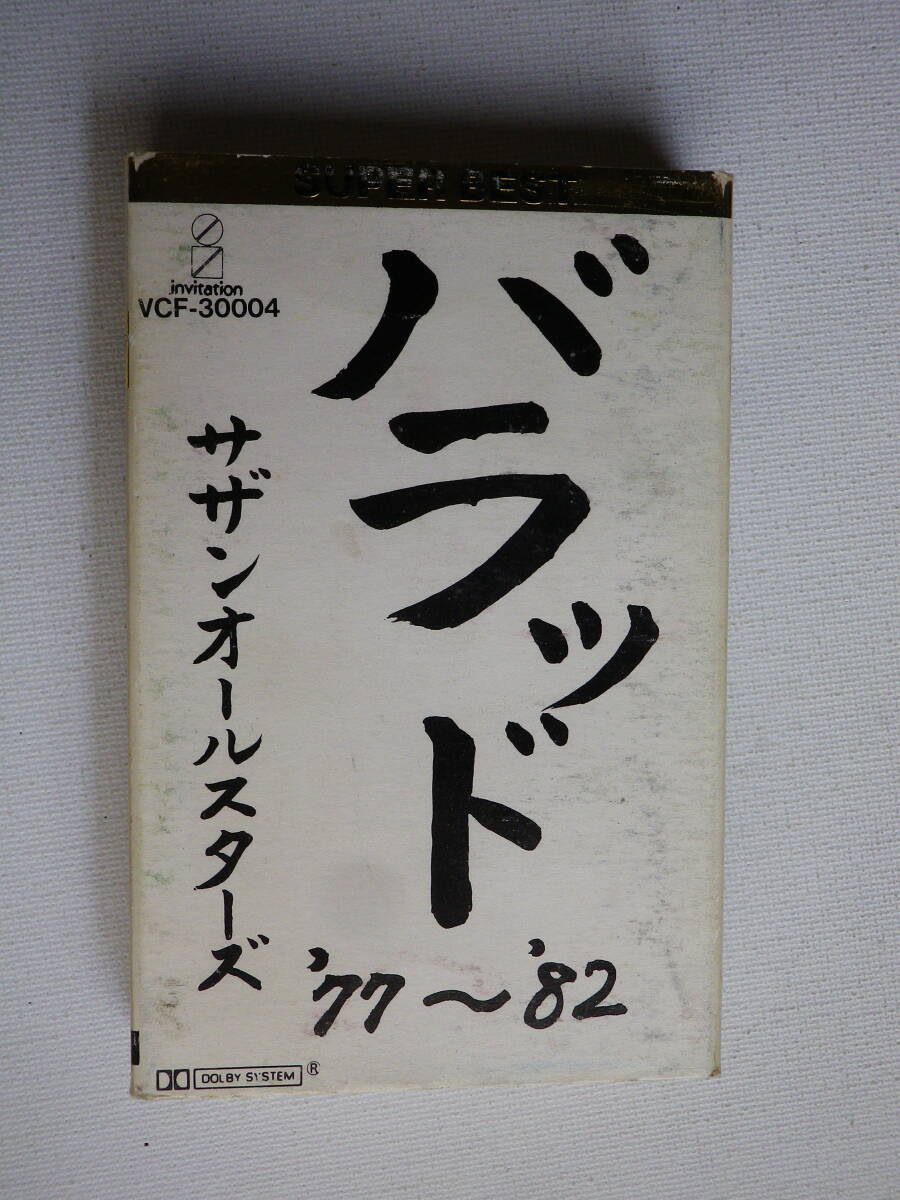 SUPER BEST
invitation
VCF-30004
バラッド
'77～'82
サザンオールスターズ
DOLBY SYSTEM ®